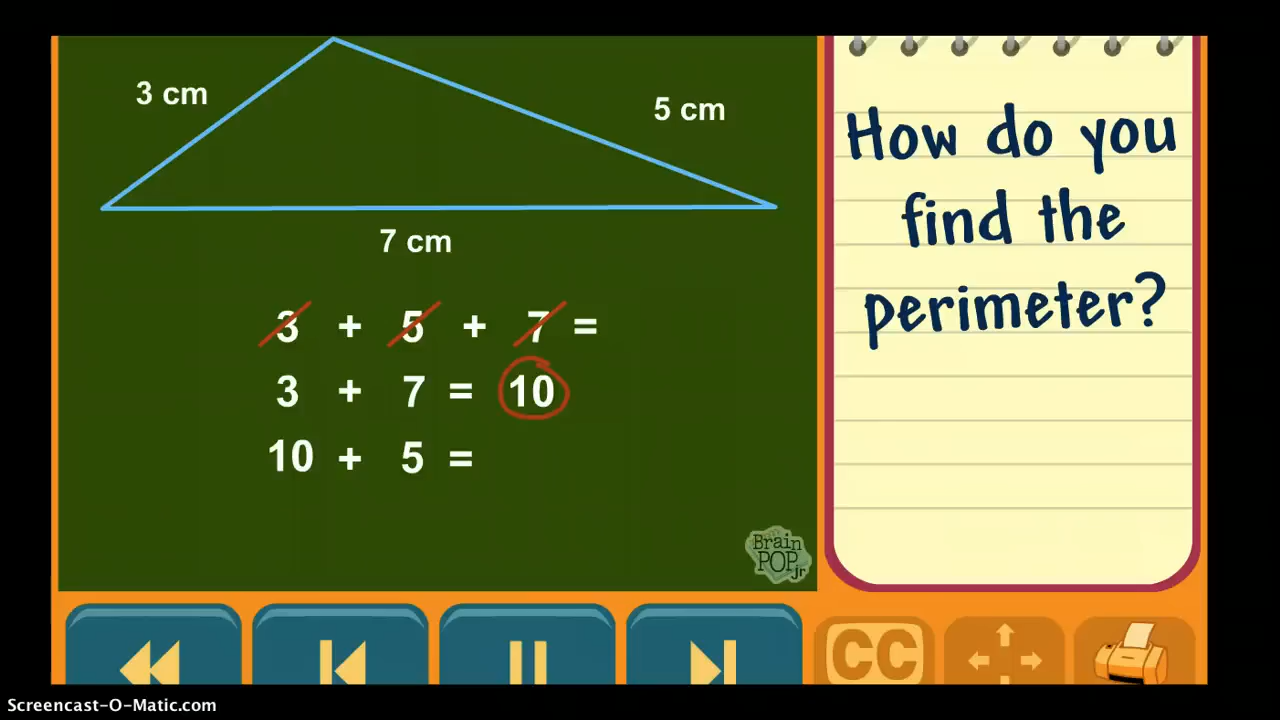 3 cm
5 cm
7 cm
3 + 5 + 7 =
3 + 7 = 10
10 + 5 =
Brain
POP jr
How do you
find the
perimeter?
CC
Screencast-O-Matic.com